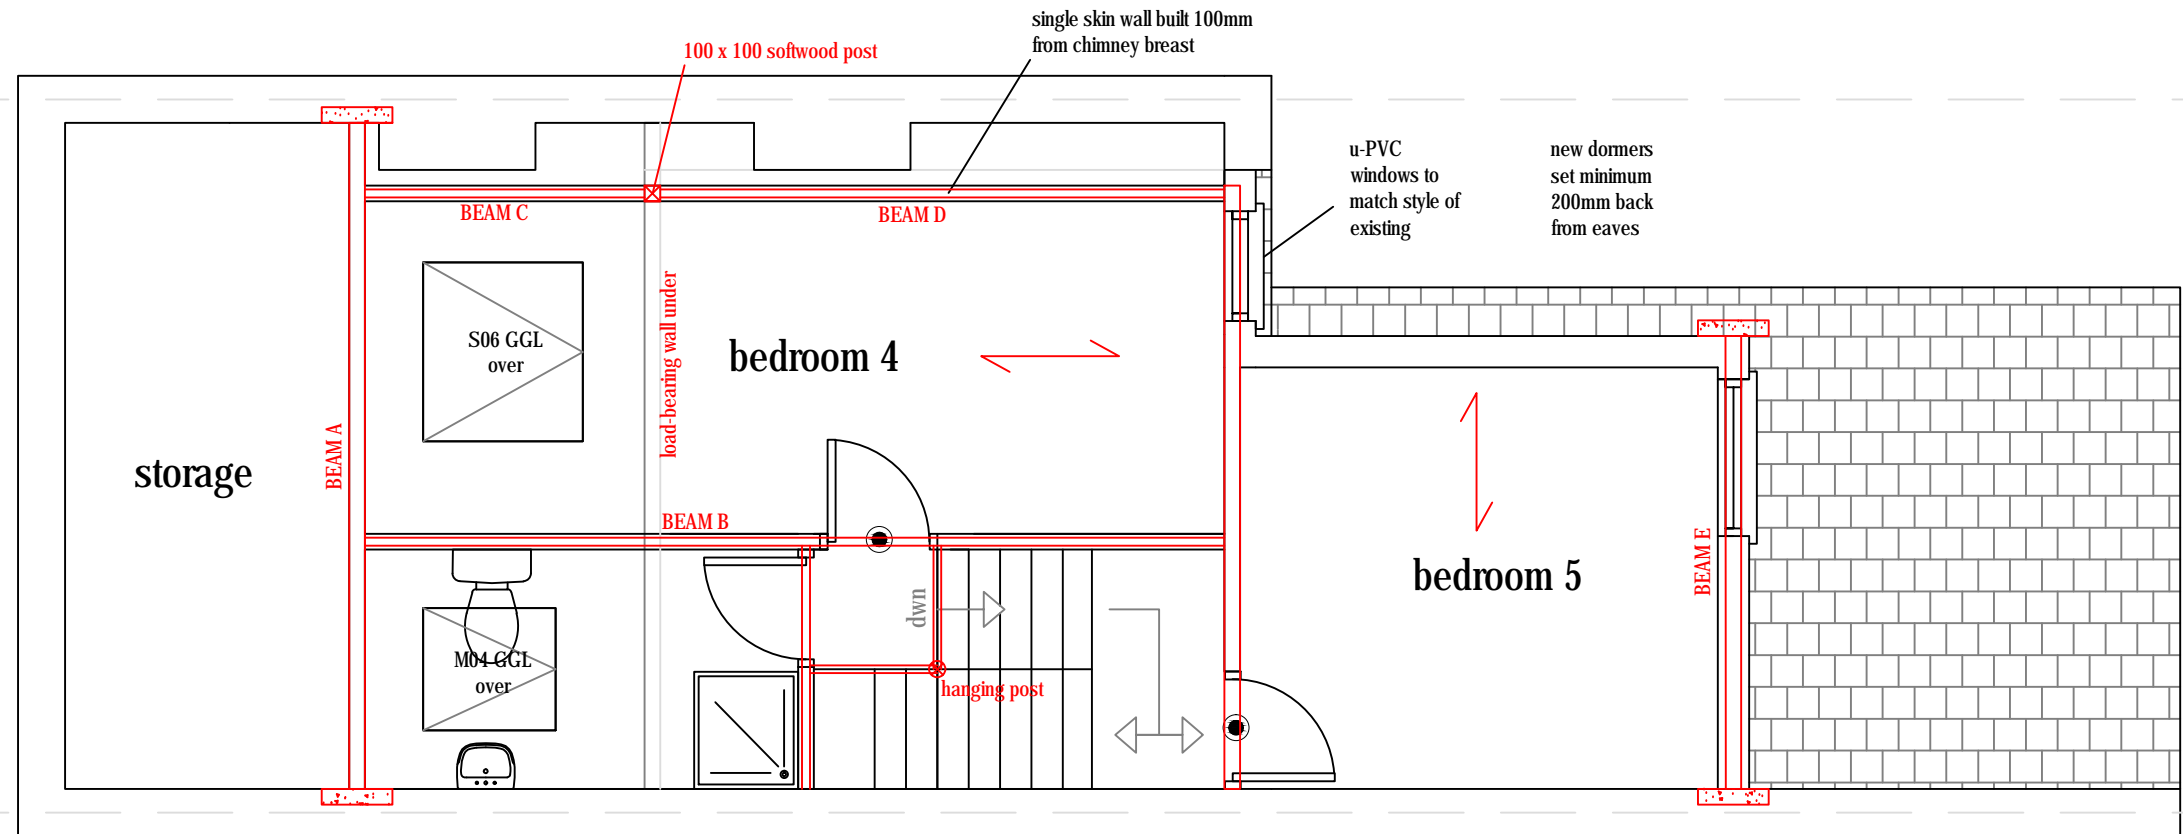 single skin wall built 100mm
from chimney breast
100 x 100 softwood post
u-PVC
windows to
match style of
existing
new dormers
set minimum
200mm back
from eaves
BEAM C
BEAM D
load-bearing wall under
S06 GGL
over
bedroom 4
BEAM A
storage
BEAM B
BEAM E
bedroom 5
dwn
M04 GGL
over
hanging post